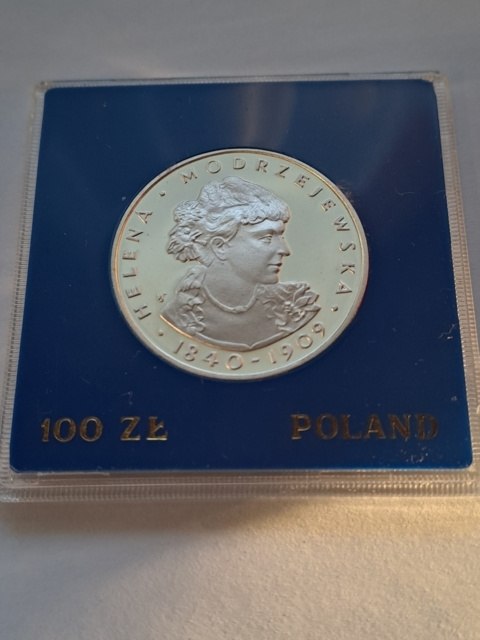 HELENA · MODRZEJEWSKA ·
· 1840-1909 ·
100 ZŁ POLAND